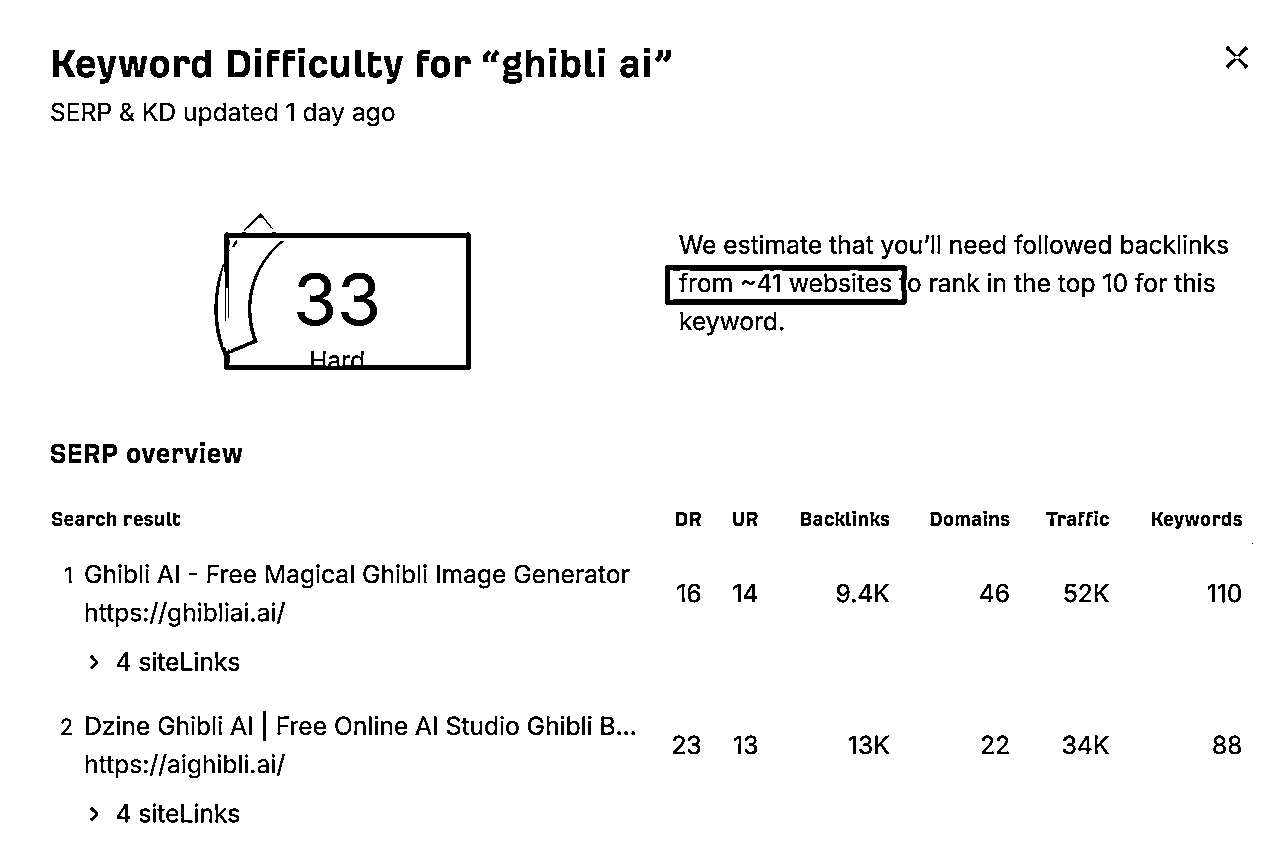 Keyword Difficulty for “ghibli ai”
SERP & KD updated 1 day ago
33
Hard
We estimate that you’ll need followed backlinks
from ~41 websites to rank in the top 10 for this
keyword.
SERP overview
Search result DR UR Backlinks Domains Traffic Keywords
1 Ghibli AI - Free Magical Ghibli Image Generator
https://ghibliai.ai/
16 14 9.4K 46 52K 110
4 siteLinks
2 Dzine Ghibli AI | Free Online AI Studio Ghibli B...
https://aighibli.ai/
23 13 13K 22 34K 88
4 siteLinks